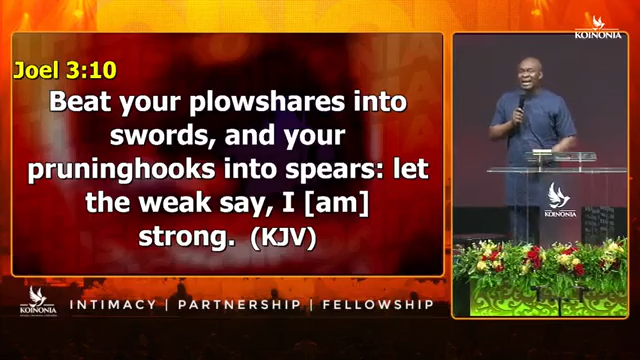 KOINONIA
Joel 3:10
Beat your plowshares into
swords, and your
pruninghooks into spears: let
the weak say, I [am]
strong. (KJV)
KOINONIA
KOINONIA
INTIMACY | PARTNERSHIP | FELLOWSHIP